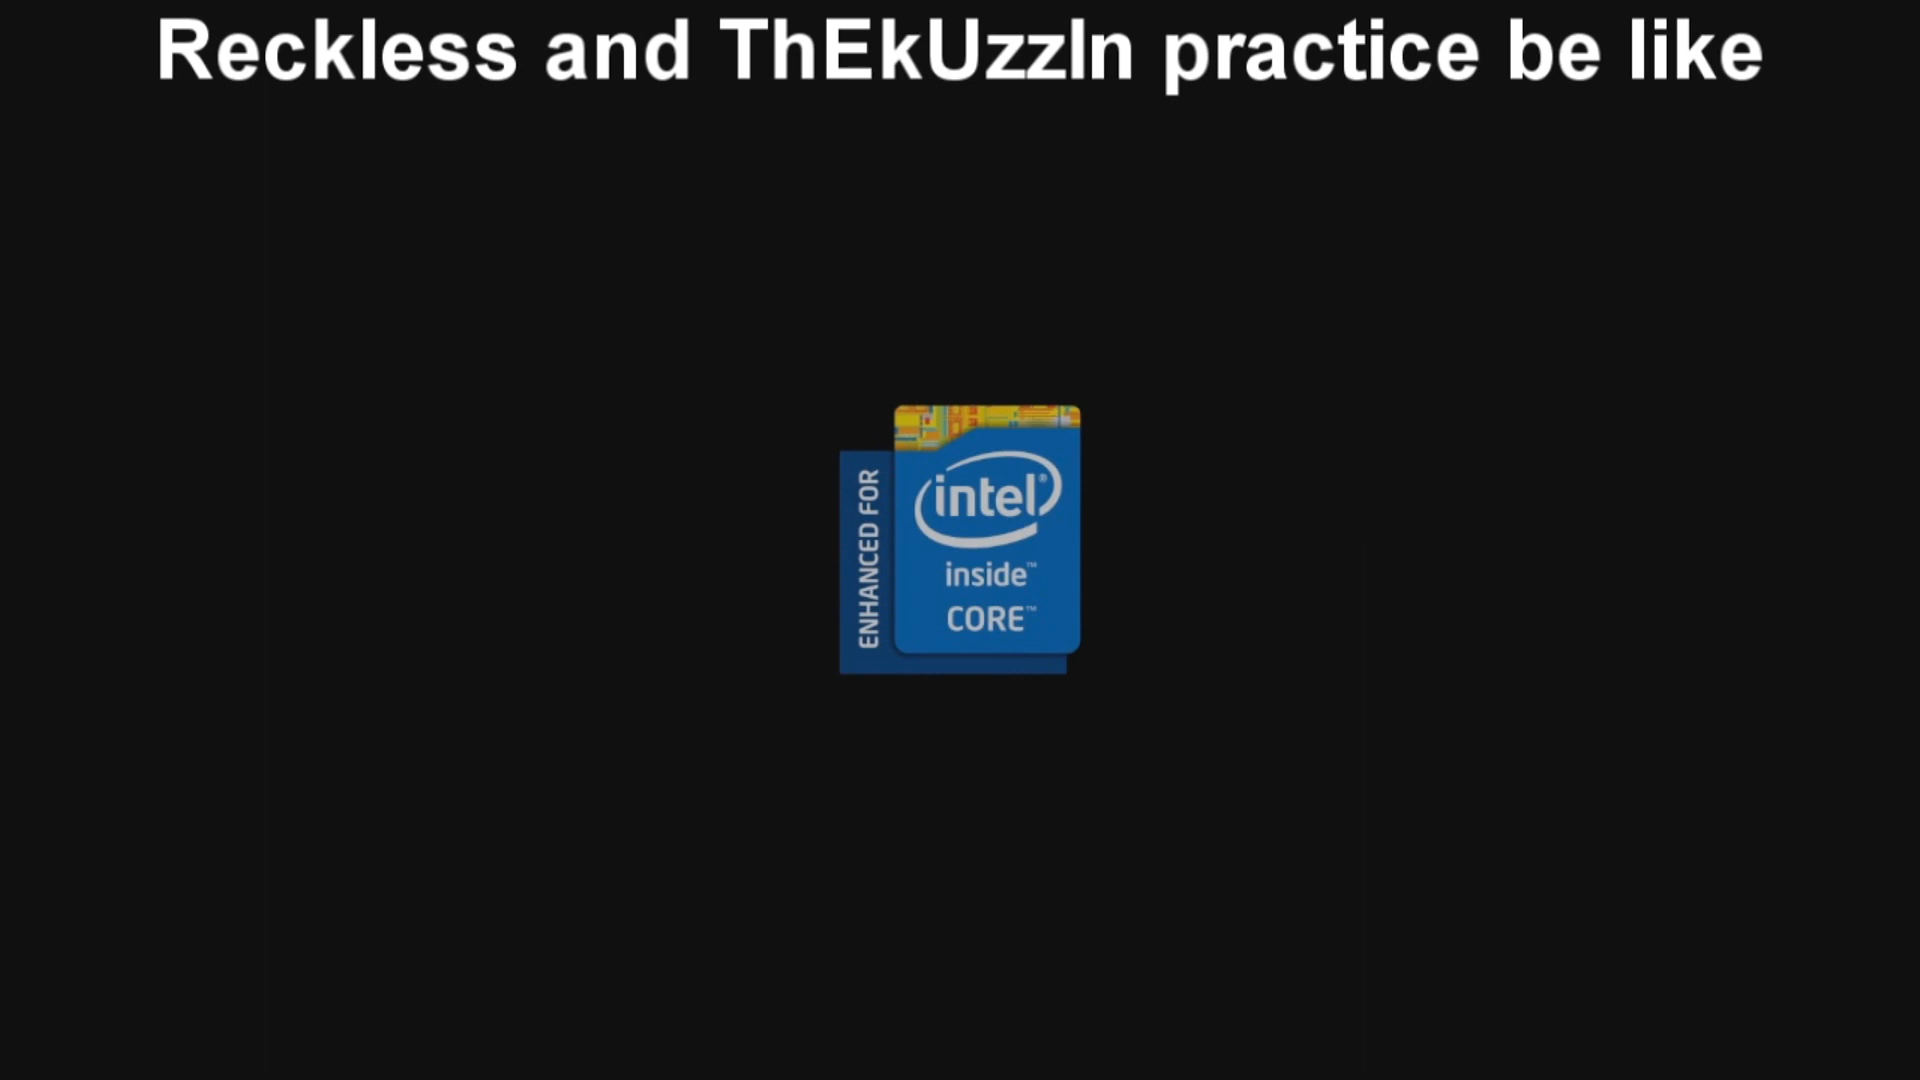 Reckless and ThEkUzzIn practice be like
ENHANCED FOR
intel®
inside™
CORE™